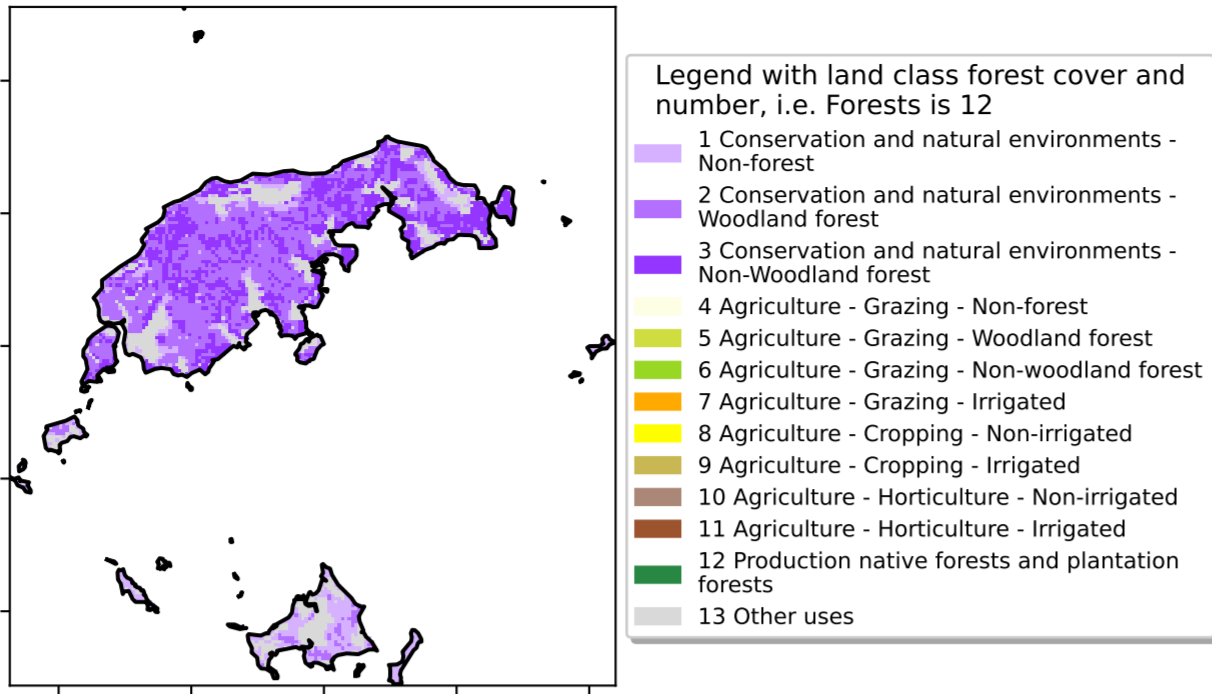 Legend with land class forest cover and
number, i.e. Forests is 12
1 Conservation and natural environments -
Non-forest
2 Conservation and natural environments -
Woodland forest
3 Conservation and natural environments -
Non-Woodland forest
4 Agriculture - Grazing - Non-forest
5 Agriculture - Grazing - Woodland forest
6 Agriculture - Grazing - Non-woodland forest
7 Agriculture - Grazing - Irrigated
8 Agriculture - Cropping - Non-irrigated
9 Agriculture - Cropping - Irrigated
10 Agriculture - Horticulture - Non-irrigated
11 Agriculture - Horticulture - Irrigated
12 Production native forests and plantation
forests
13 Other uses